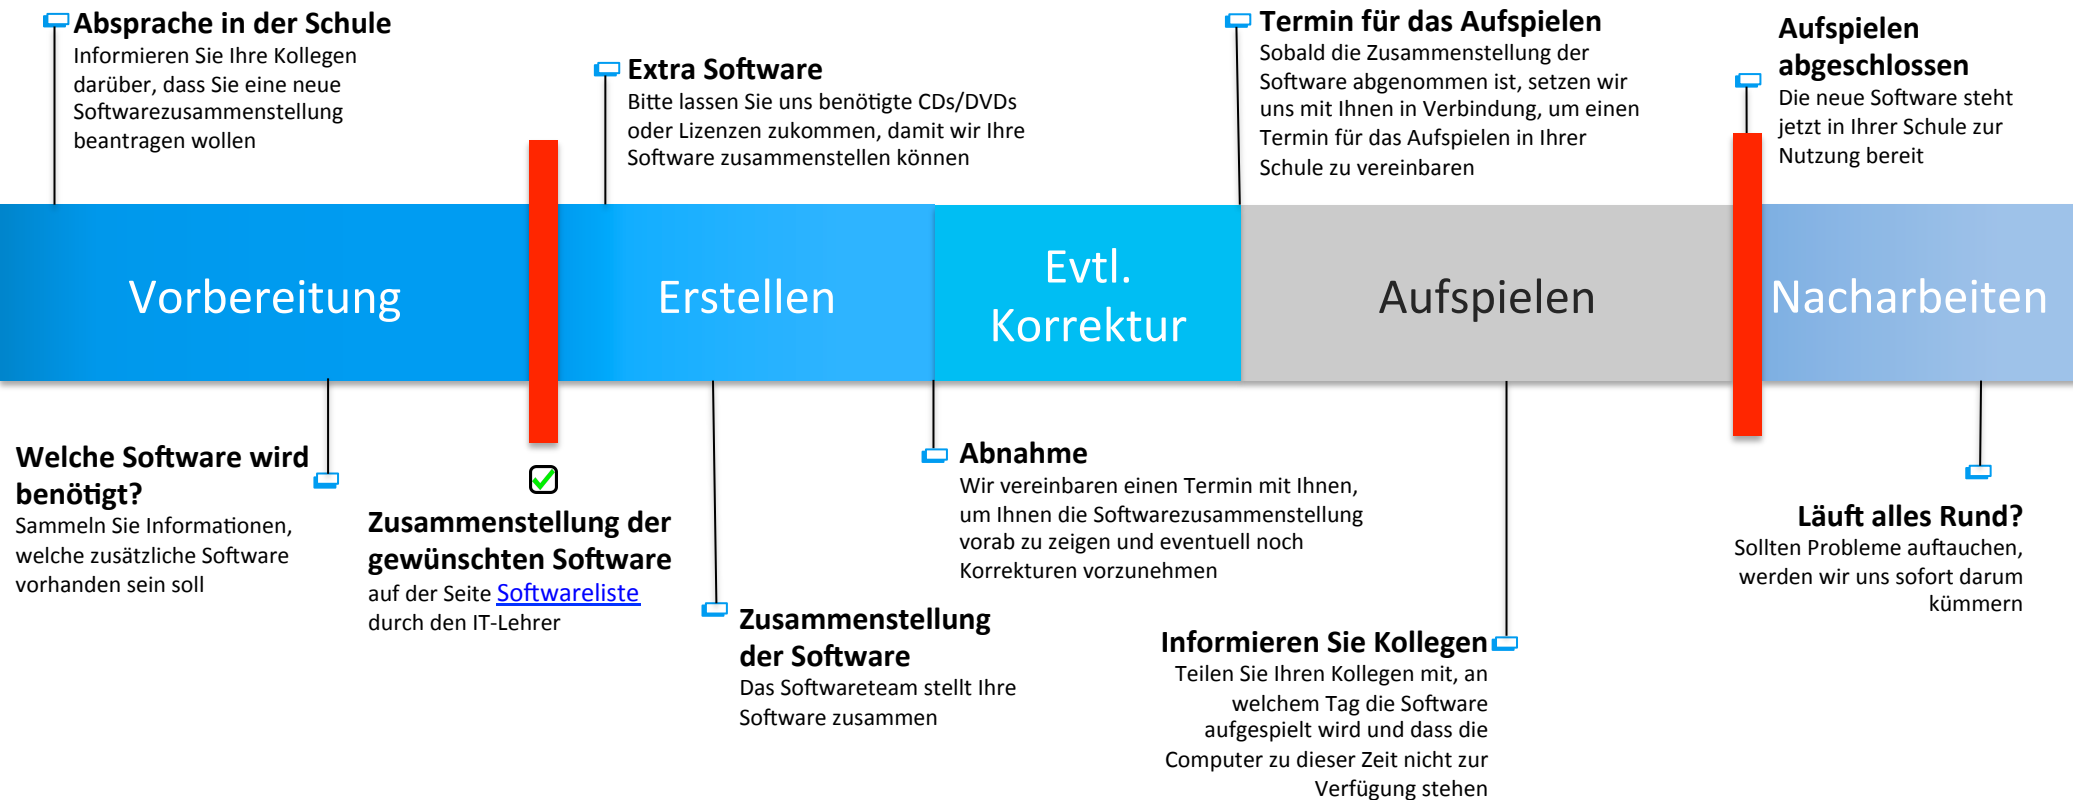 Absprache in der Schule
Informieren Sie Ihre Kollegen
darüber, dass Sie eine neue
Softwarezusammenstellung
beantragen wollen
Extra Software
Bitte lassen Sie uns benötigte CDs/DVDs
oder Lizenzen zukommen, damit wir Ihre
Software zusammenstellen können
Termin für das Aufspielen
Sobald die Zusammenstellung der
Software abgenommen ist, setzen wir
uns mit Ihnen in Verbindung, um einen
Termin für das Aufspielen in Ihrer
Schule zu vereinbaren
Aufspielen
abgeschlossen
Die neue Software steht
jetzt in Ihrer Schule zur
Nutzung bereit
Vorbereitung
Erstellen
Evtl.
Korrektur
Aufspielen
Nacharbeiten
Welche Software wird
benötigt?
Sammeln Sie Informationen,
welche zusätzliche Software
vorhanden sein soll
Zusammenstellung der
gewünschten Software
auf der Seite Softwareliste
durch den IT-Lehrer
Zusammenstellung
der Software
Das Softwareteam stellt Ihre
Software zusammen
Abnahme
Wir vereinbaren einen Termin mit Ihnen,
um Ihnen die Softwarezusammenstellung
vorab zu zeigen und eventuell noch
Korrekturen vorzunehmen
Informieren Sie Kollegen
Teilen Sie Ihren Kollegen mit, an
welchem Tag die Software
aufgespielt wird und dass die
Computer zu dieser Zeit nicht zur
Verfügung stehen
Läuft alles Rund?
Sollten Probleme auftauchen,
werden wir uns sofort darum
kümmern